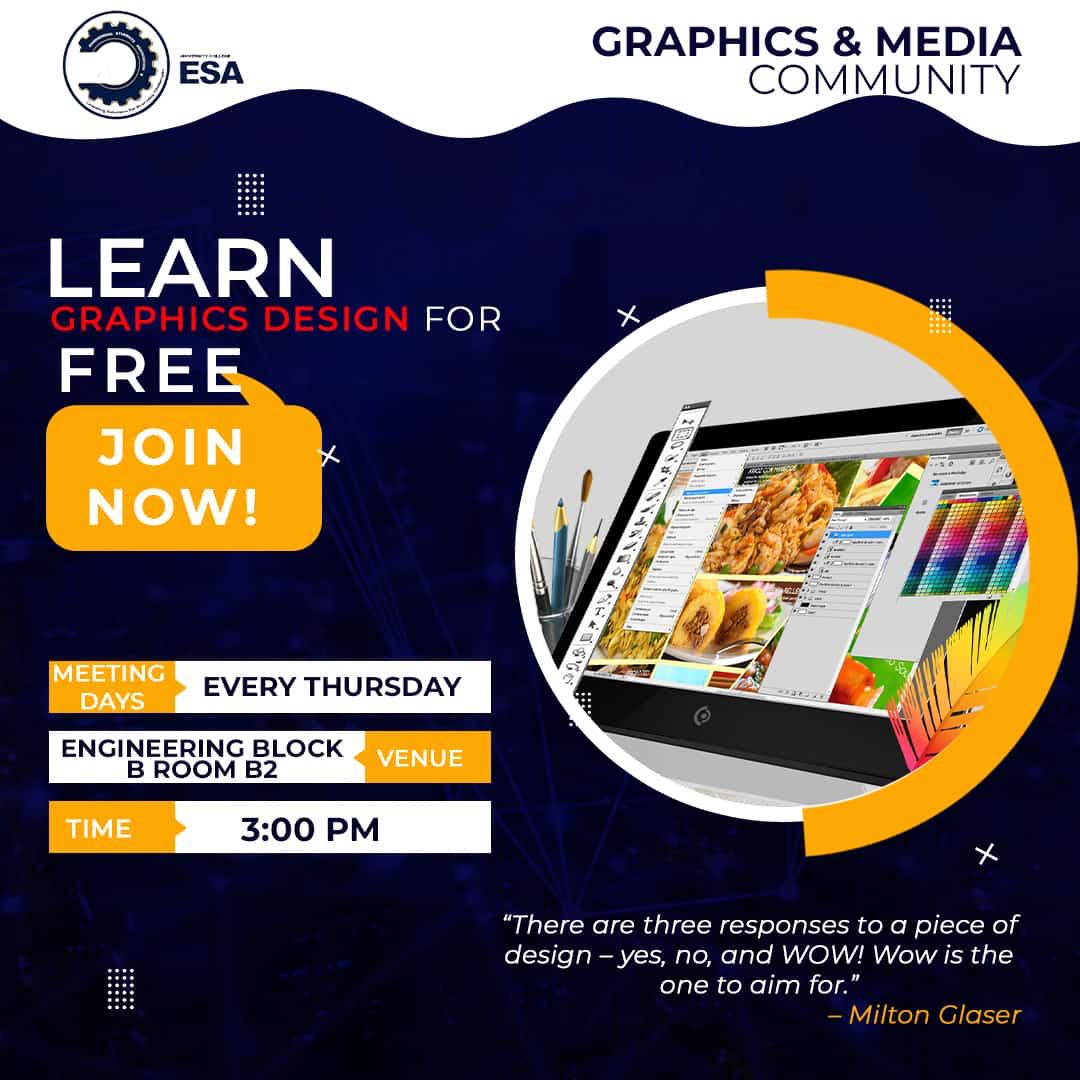 UNIVERSITY COLLEGE
ESA
GRAPHICS & MEDIA
COMMUNITY
LEARN
GRAPHICS DESIGN FOR
FREE
JOIN
NOW!
MEETING
DAYS
EVERY THURSDAY
ENGINEERING BLOCK
B ROOM B2
VENUE
TIME
3:00 PM
“There are three responses to a piece of
design – yes, no, and WOW! Wow is the
one to aim for.”
– Milton Glaser